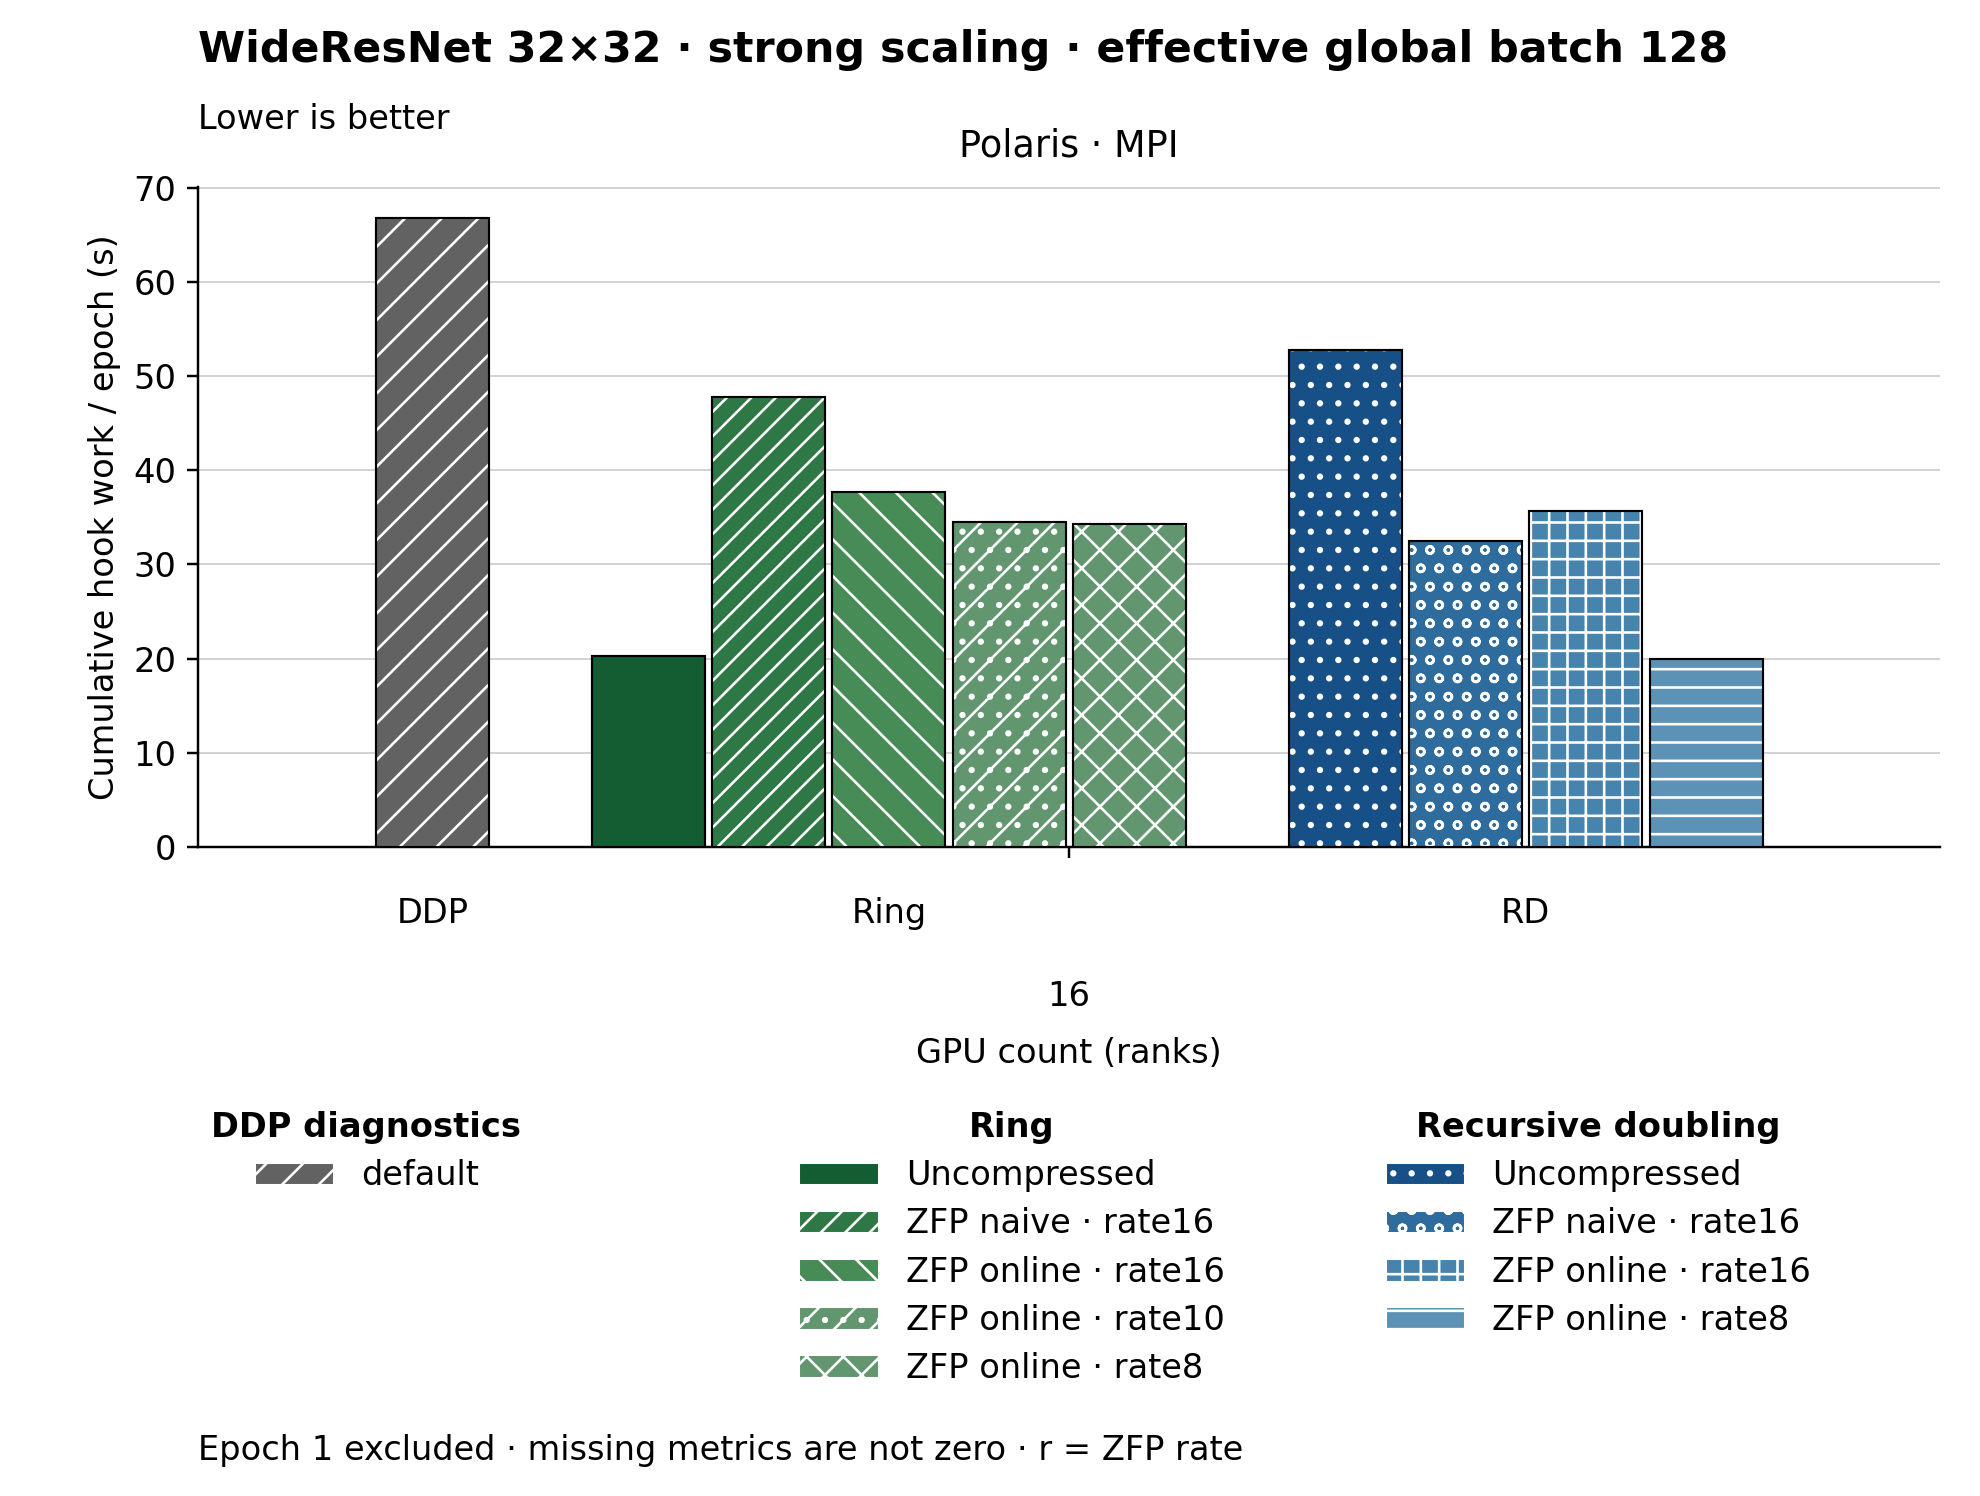 WideResNet 32×32 · strong scaling · effective global batch 128
Lower is better
Polaris · MPI
Cumulative hook work / epoch (s)
70
60
50
40
30
20
10
0
DDP
Ring
RD
16
GPU count (ranks)
DDP diagnostics
default
Ring
Uncompressed
ZFP naive · rate16
ZFP online · rate16
ZFP online · rate10
ZFP online · rate8
Recursive doubling
Uncompressed
ZFP naive · rate16
ZFP online · rate16
ZFP online · rate8
Epoch 1 excluded · missing metrics are not zero · r = ZFP rate